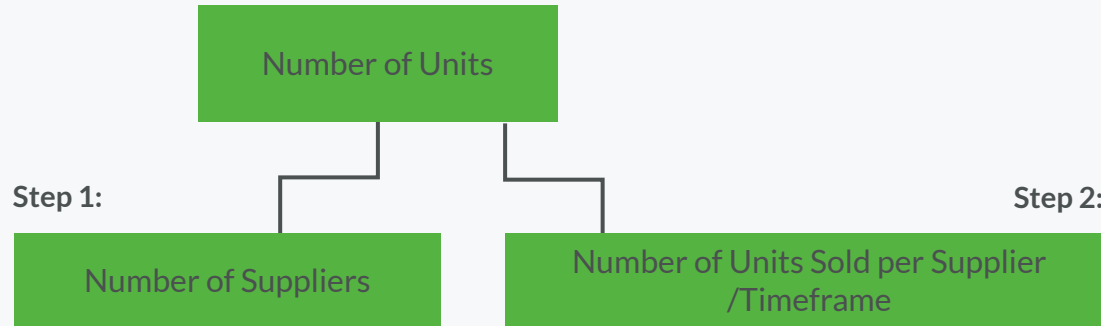 Number of Units
Step 1:
Step 2:
Number of Suppliers
Number of Units Sold per Supplier
/Timeframe